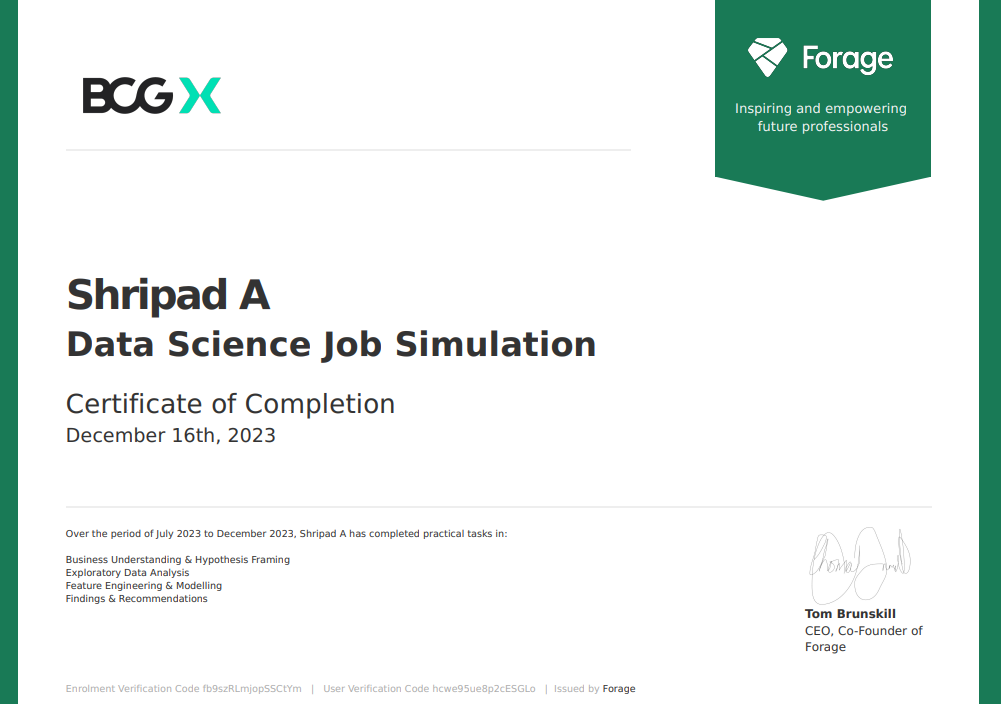 BCG X
Forage
Inspiring and empowering
future professionals
Shripad A
Data Science Job Simulation
Certificate of Completion
December 16th, 2023
Over the period of July 2023 to December 2023, Shripad A has completed practical tasks in:
Business Understanding & Hypothesis Framing
Exploratory Data Analysis
Feature Engineering & Modelling
Findings & Recommendations
Tom Brunskill
CEO, Co-Founder of
Forage
Enrolment Verification Code fb9szRLmjopSSCtYm | User Verification Code hcwe95ue8p2cESGLo | Issued by Forage